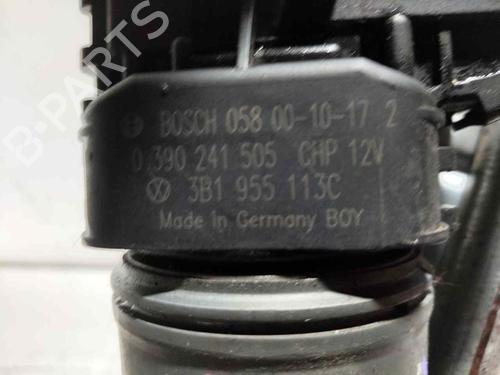 BOSCH 058 00-10-17 2
0 390 241 505 CHP 12V
3B1 955 113C
Made in Germany BOY
B-PARTS